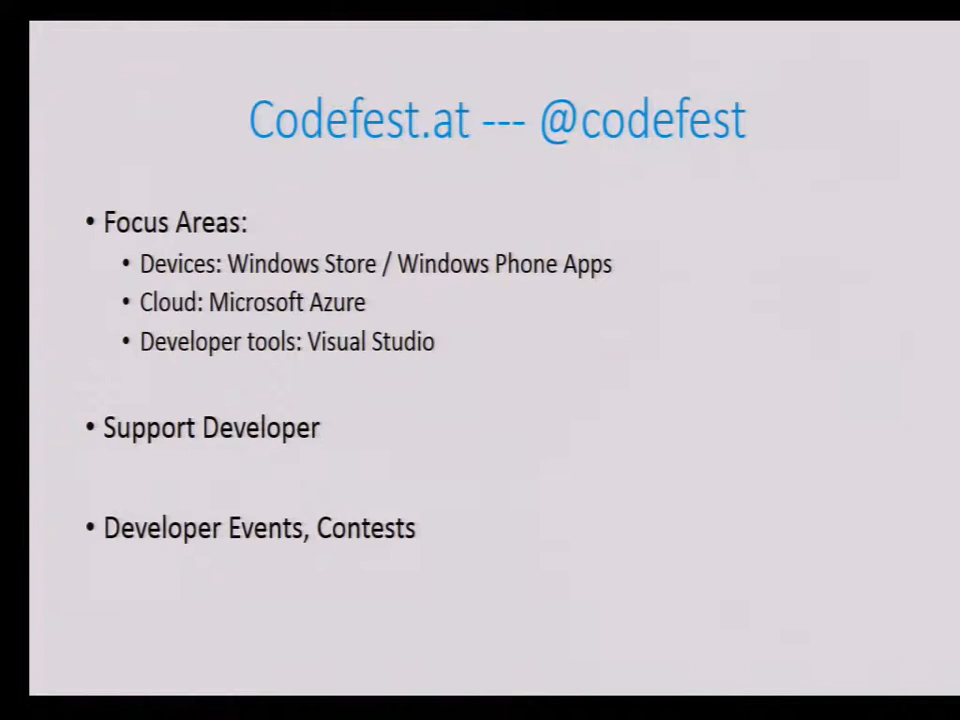 Codefest.at --- @codefest
• Focus Areas:
• Devices: Windows Store / Windows Phone Apps
• Cloud: Microsoft Azure
• Developer tools: Visual Studio
• Support Developer
• Developer Events, Contests